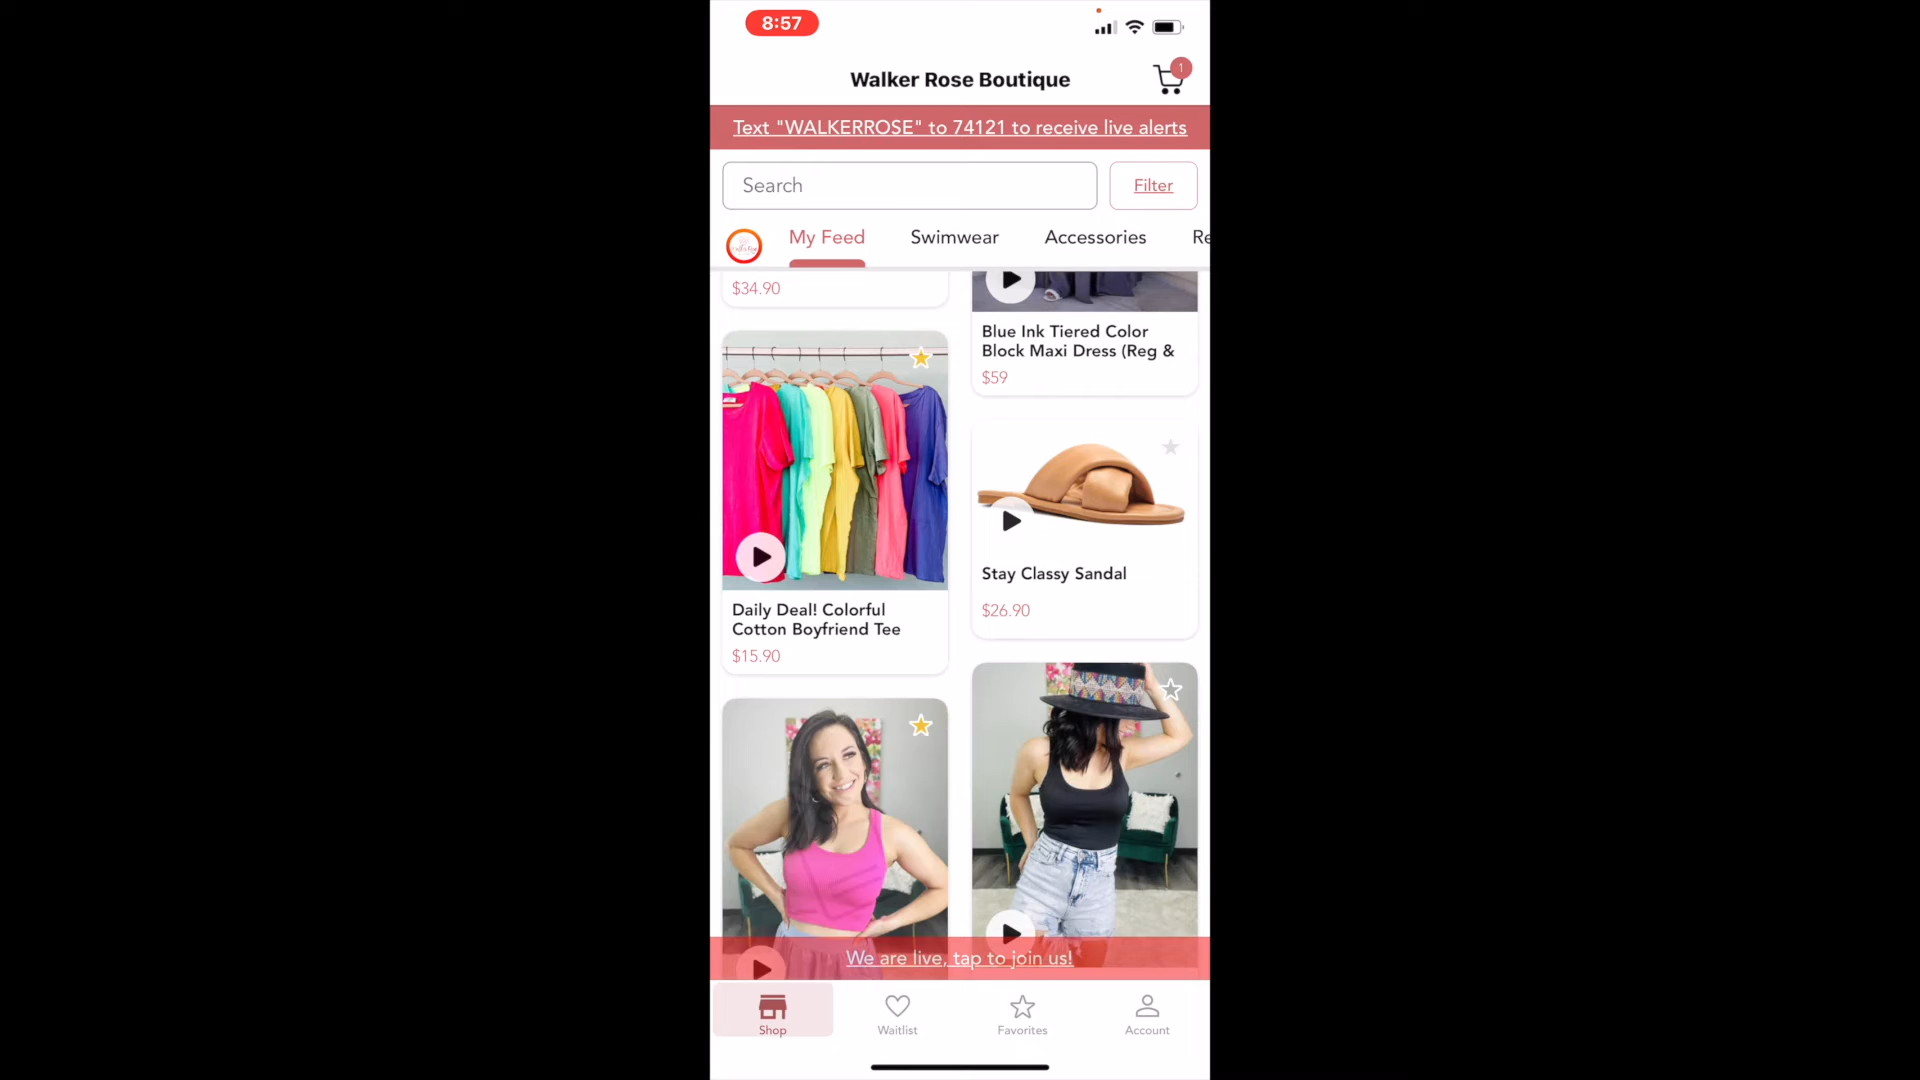 8:57
Walker Rose Boutique
1
Text "WALKERROSE" to 74121 to receive live alerts
Search
Filter
My Feed
Swimwear
Accessories
Re
$34.90
Blue Ink Tiered Color
Block Maxi Dress (Reg &
$59
Daily Deal! Colorful
Cotton Boyfriend Tee
$15.90
Stay Classy Sandal
$26.90
We are live, tap to join us!
Shop
Waitlist
Favorites
Account